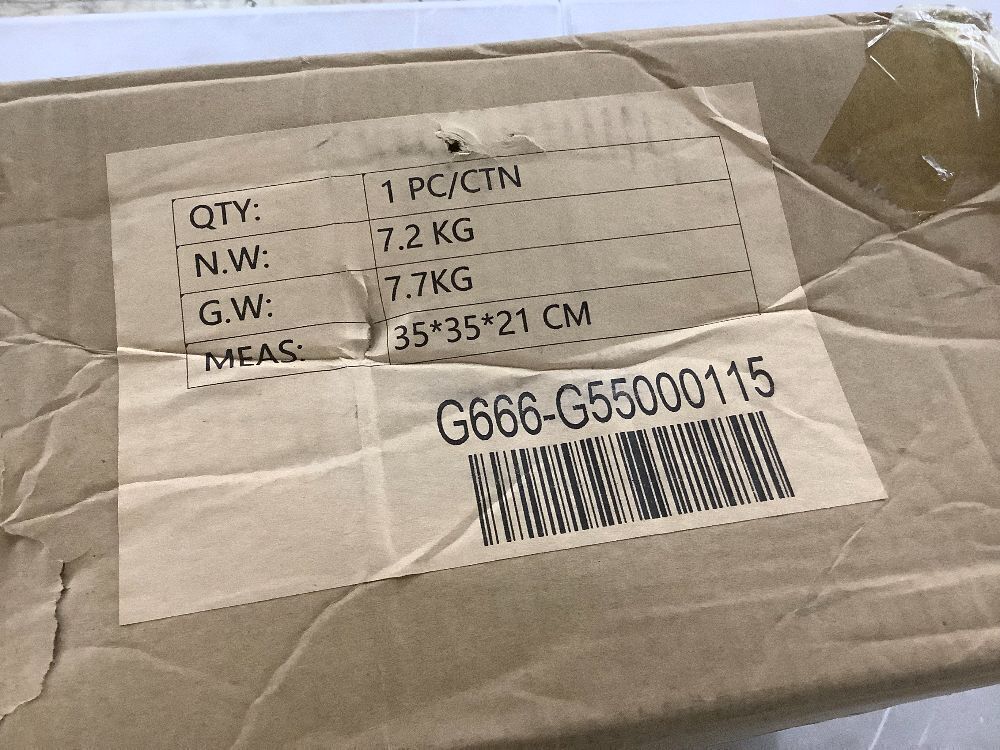 QTY: 1 PC/CTN
N.W: 7.2 KG
G.W: 7.7KG
MEAS: 35*35*21 CM
G666-G55000115